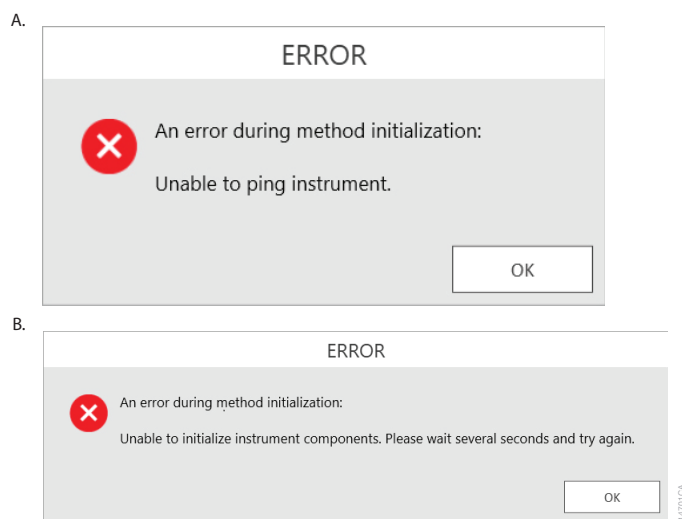 A.
ERROR
An error during method initialization:
Unable to ping instrument.
OK
B.
ERROR
An error during method initialization:
Unable to initialize instrument components. Please wait several seconds and try again.
OK